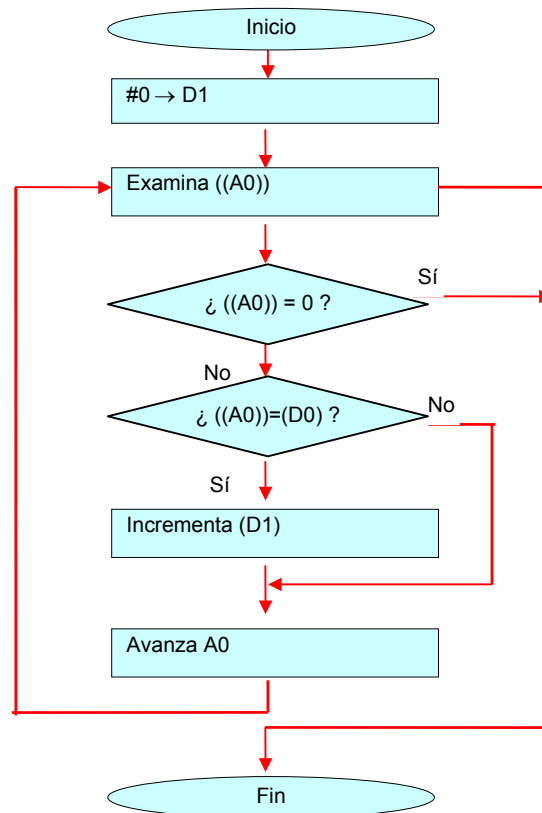 Inicio
#0 → D1
Examina ((A0))
Sí
¿ ((A0)) = 0 ?
No
¿ ((A0))=(D0) ?
No
Sí
Incrementa (D1)
Avanza A0
Fin